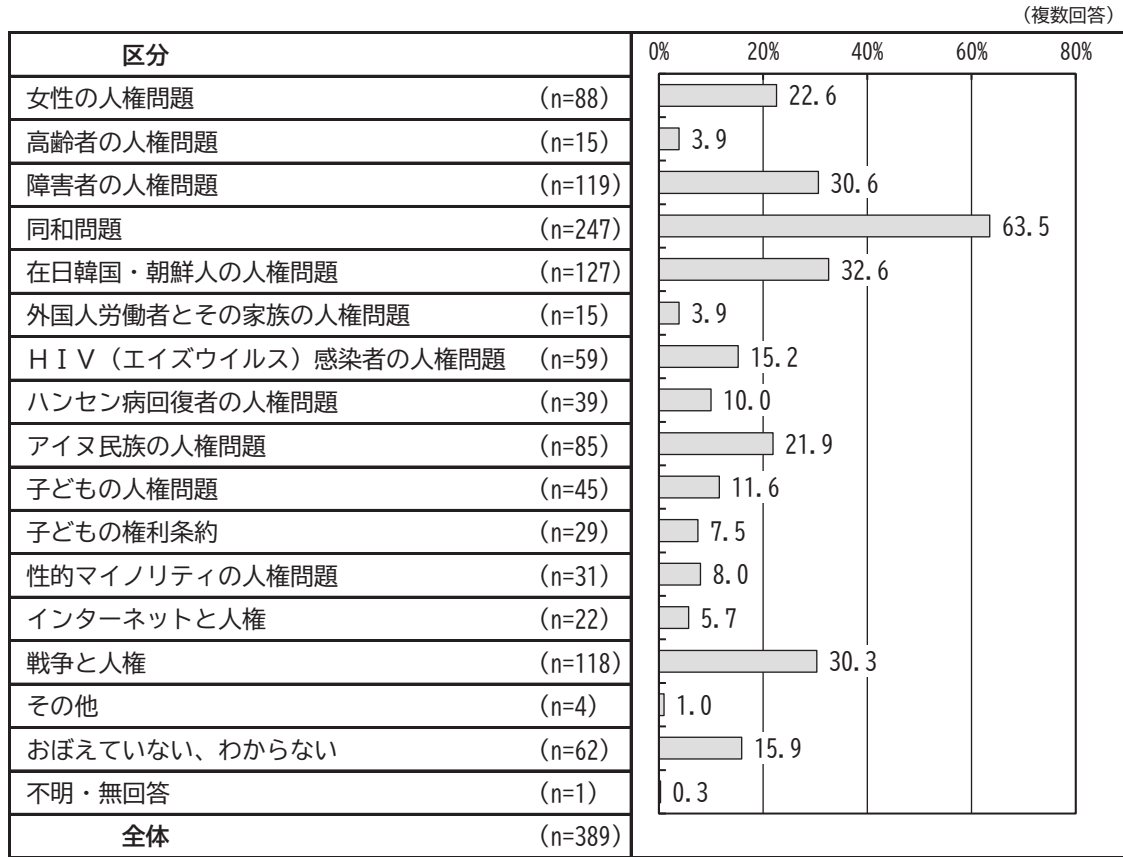 （複数回答）
区分 0% 20% 40% 60% 80%
女性の人権問題 （n=88） 22.6
高齢者の人権問題 （n=15） 3.9
障害者の人権問題 （n=119） 30.6
同和問題 （n=247） 63.5
在日韓国・朝鮮人の人権問題 （n=127） 32.6
外国人労働者とその家族の人権問題 （n=15） 3.9
ＨＩＶ（エイズウイルス）感染者の人権問題 （n=59） 15.2
ハンセン病回復者の人権問題 （n=39） 10.0
アイヌ民族の人権問題 （n=85） 21.9
子どもの人権問題 （n=45） 11.6
子どもの権利条約 （n=29） 7.5
性的マイノリティの人権問題 （n=31） 8.0
インターネットと人権 （n=22） 5.7
戦争と人権 （n=118） 30.3
その他 （n=4） 1.0
おぼえていない、わからない （n=62） 15.9
不明・無回答 （n=1） 0.3
全体 （n=389）